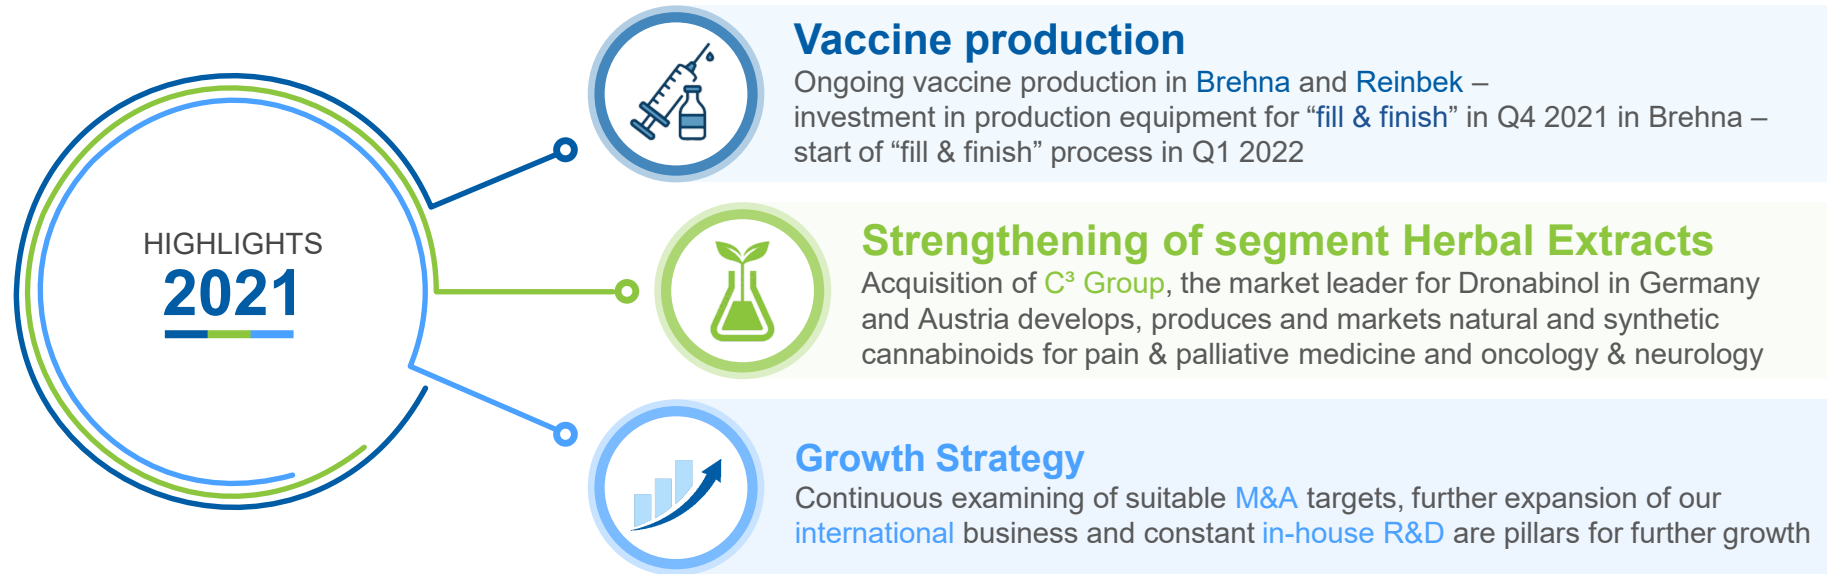 HIGHLIGHTS
2021
Vaccine production
Ongoing vaccine production in Brehna and Reinbek –
investment in production equipment for “fill & finish” in Q4 2021 in Brehna –
start of “fill & finish” process in Q1 2022
Strengthening of segment Herbal Extracts
Acquisition of C³ Group, the market leader for Dronabinol in Germany
and Austria develops, produces and markets natural and synthetic
cannabinoids for pain & palliative medicine and oncology & neurology
Growth Strategy
Continuous examining of suitable M&A targets, further expansion of our
international business and constant in-house R&D are pillars for further growth